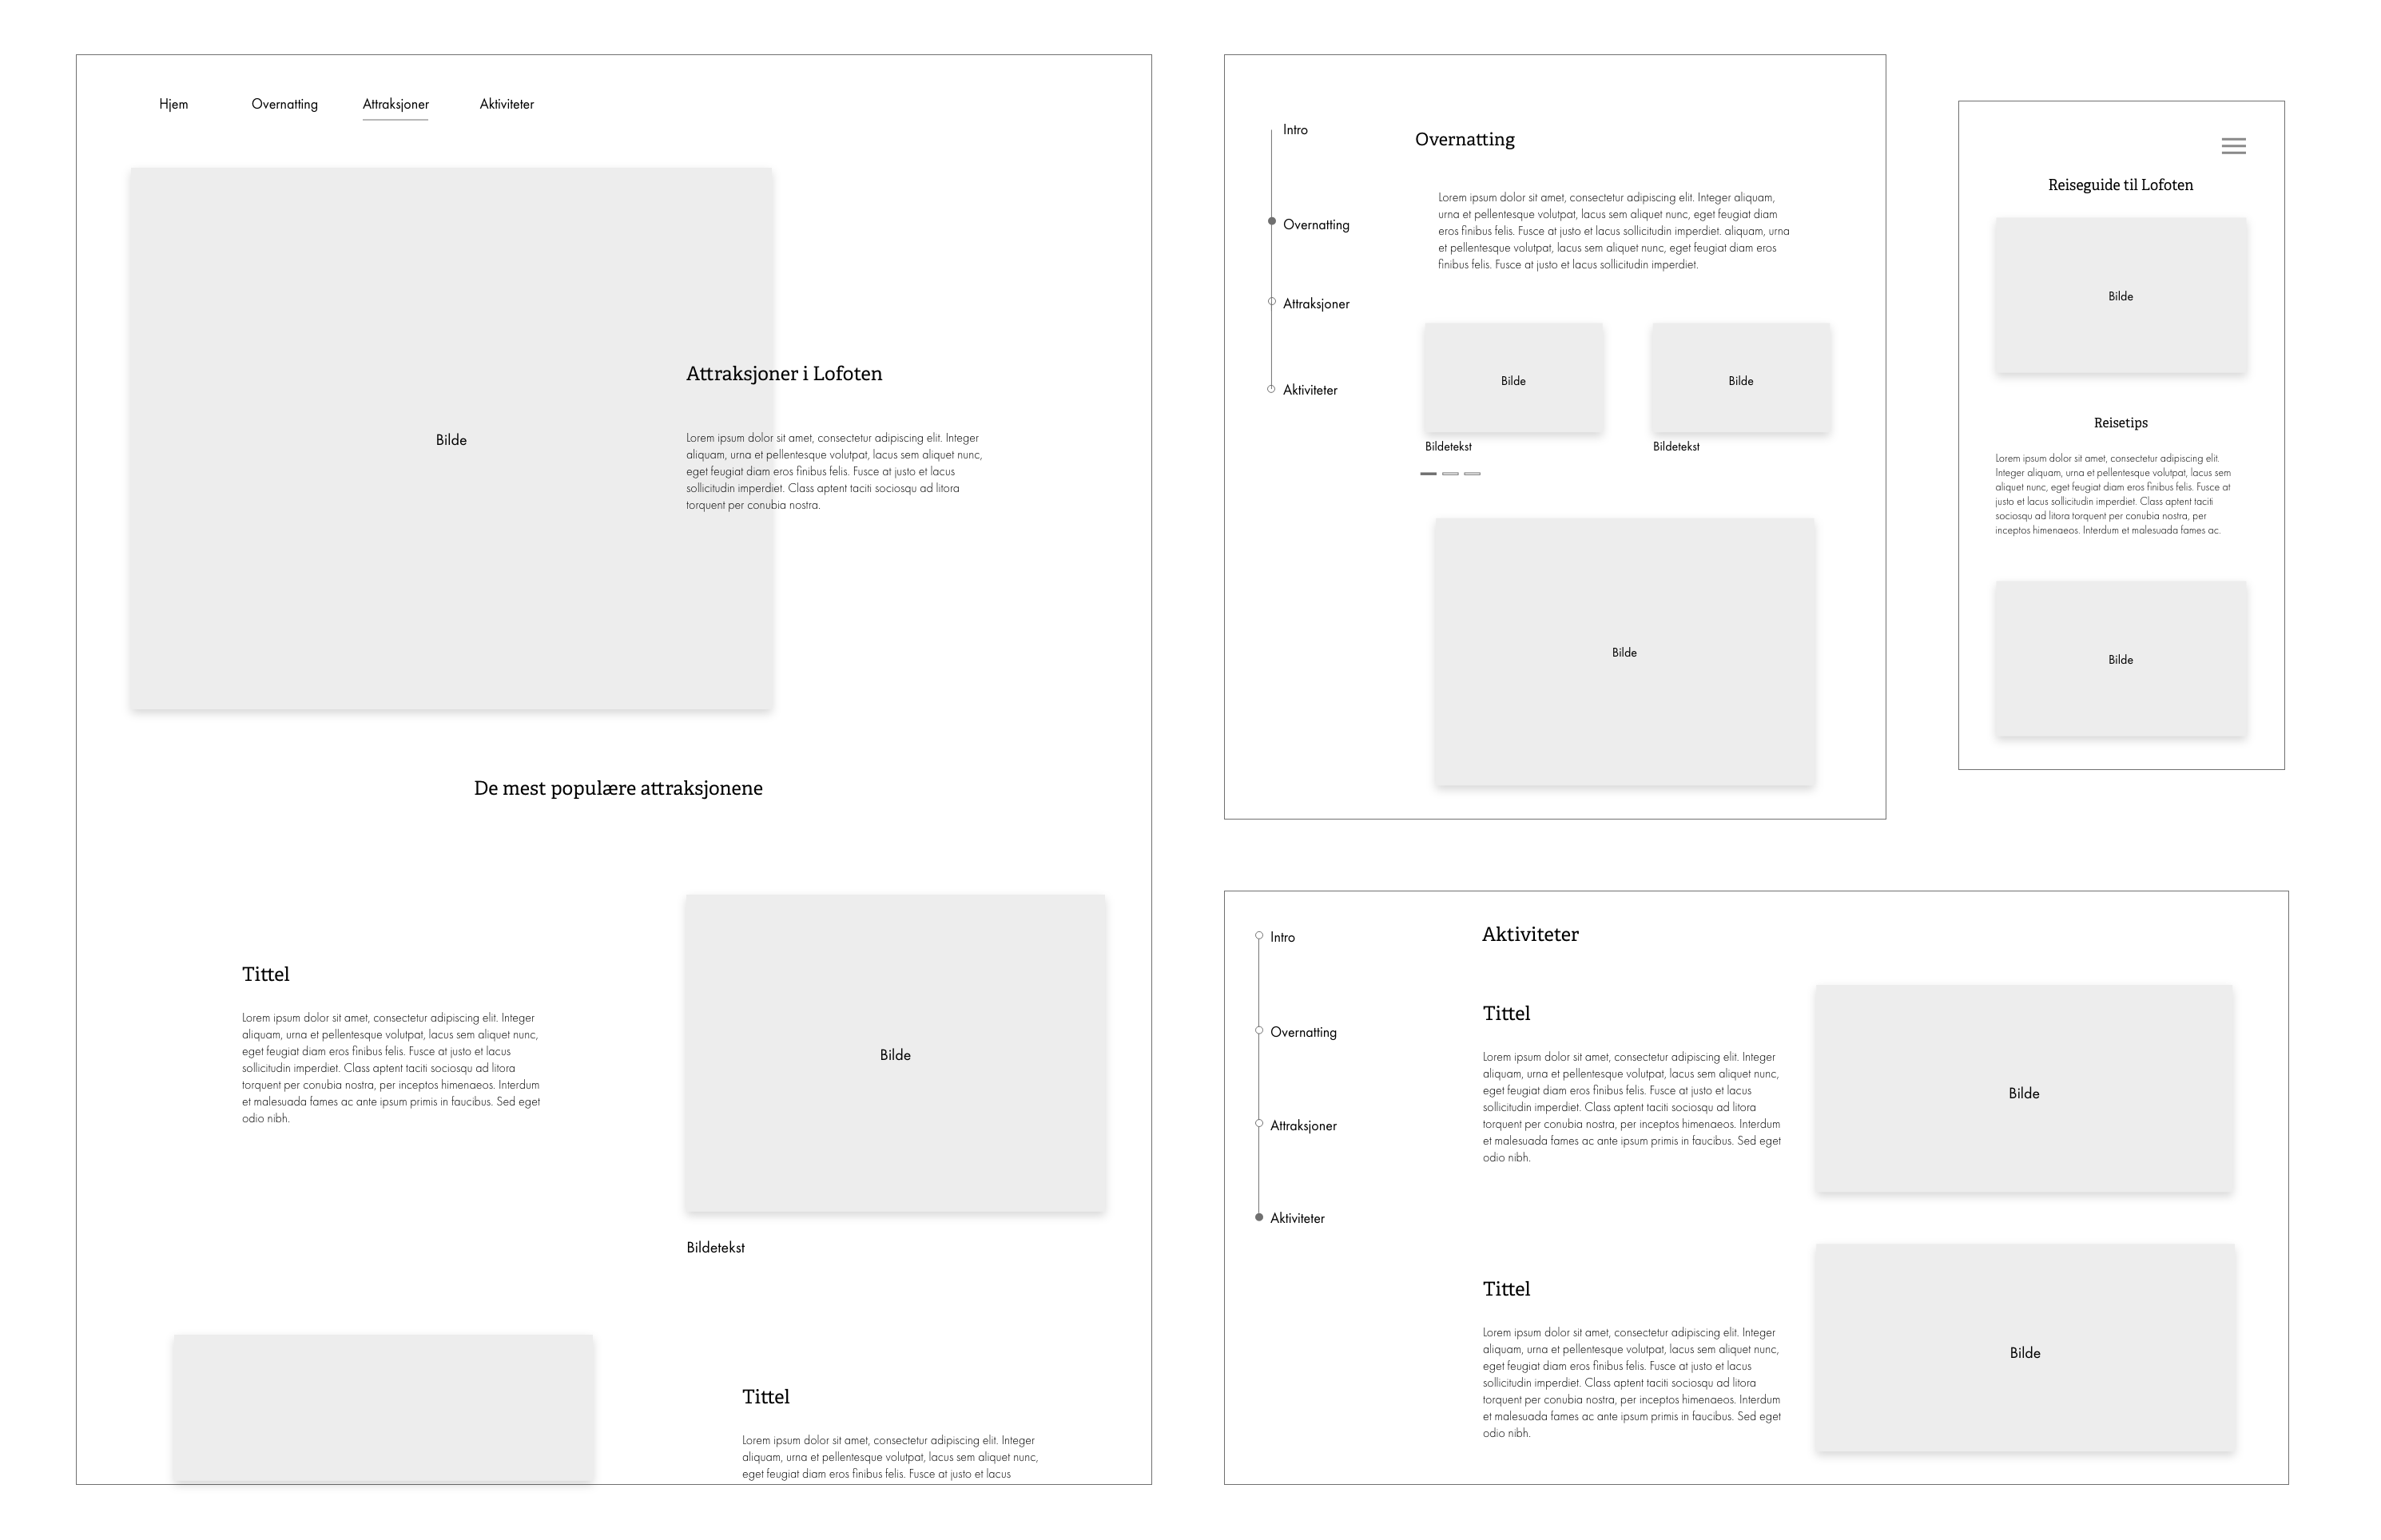 Hjem Overnatting Attraksjoner Aktiviteter
Bilde
Attraksjoner i Lofoten
Lorem ipsum dolor sit amet, consectetur adipiscing elit. Integer
aliquam, urna et pellentesque volutpat, lacus sem aliquet nunc,
eget feugiat diam eros finibus felis. Fusce at justo et lacus
sollicitudin imperdiet. Class aptent taciti sociosqu ad litora
torquent per conubia nostra.
De mest populære attraksjonene
Tittel
Lorem ipsum dolor sit amet, consectetur adipiscing elit. Integer
aliquam, urna et pellentesque volutpat, lacus sem aliquet nunc,
eget feugiat diam eros finibus felis. Fusce at justo et lacus
sollicitudin imperdiet. Class aptent taciti sociosqu ad litora
torquent per conubia nostra, per inceptos himenaeos. Interdum
et malesuada fames ac ante ipsum primis in faucibus. Sed eget
odio nibh.
Bilde
Bildetekst
Tittel
Lorem ipsum dolor sit amet, consectetur adipiscing elit. Integer
aliquam, urna et pellentesque volutpat, lacus sem aliquet nunc,
eget feugiat diam eros finibus felis. Fusce at justo et lacus
Intro
Overnatting
Attraksjoner
Aktiviteter
Overnatting
Lorem ipsum dolor sit amet, consectetur adipiscing elit. Integer aliquam,
urna et pellentesque volutpat, lacus sem aliquet nunc, eget feugiat diam
eros finibus felis. Fusce at justo et lacus sollicitudin imperdiet. aliquam, urna
et pellentesque volutpat, lacus sem aliquet nunc, eget feugiat diam eros
finibus felis. Fusce at justo et lacus sollicitudin imperdiet.
Bilde
Bildetekst
Bilde
Bildetekst
Bilde
Reiseguide til Lofoten
Bilde
Reisetips
Lorem ipsum dolor sit amet, consectetur adipiscing elit.
Integer aliquam, urna et pellentesque volutpat, lacus sem
aliquet nunc, eget feugiat diam eros finibus felis. Fusce at
justo et lacus sollicitudin imperdiet. Class aptent taciti
sociosqu ad litora torquent per conubia nostra, per
inceptos himenaeos. Interdum et malesuada fames ac.
Bilde
Intro
Overnatting
Attraksjoner
Aktiviteter
Aktiviteter
Tittel
Lorem ipsum dolor sit amet, consectetur adipiscing elit. Integer
aliquam, urna et pellentesque volutpat, lacus sem aliquet nunc,
eget feugiat diam eros finibus felis. Fusce at justo et lacus
sollicitudin imperdiet. Class aptent taciti sociosqu ad litora
torquent per conubia nostra, per inceptos himenaeos. Interdum
et malesuada fames ac ante ipsum primis in faucibus. Sed eget
odio nibh.
Bilde
Tittel
Lorem ipsum dolor sit amet, consectetur adipiscing elit. Integer
aliquam, urna et pellentesque volutpat, lacus sem aliquet nunc,
eget feugiat diam eros finibus felis. Fusce at justo et lacus
sollicitudin imperdiet. Class aptent taciti sociosqu ad litora
torquent per conubia nostra, per inceptos himenaeos. Interdum
et malesuada fames ac ante ipsum primis in faucibus. Sed eget
odio nibh.
Bilde